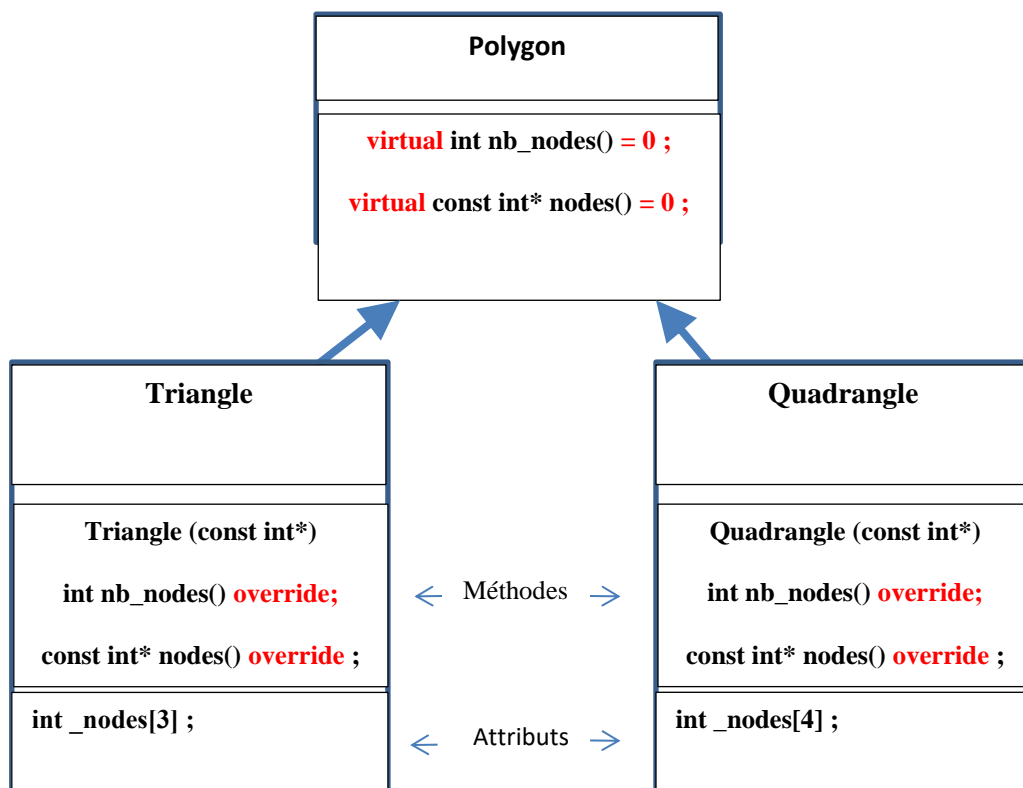 Polygon
virtual int nb_nodes() = 0 ;
virtual const int* nodes() = 0 ;
Triangle
Triangle (const int*)
int nb_nodes() override;
const int* nodes() override ;
int _nodes[3] ;
Méthodes
Attributs
Quadrangle
Quadrangle (const int*)
int nb_nodes() override;
const int* nodes() override ;
int _nodes[4] ;